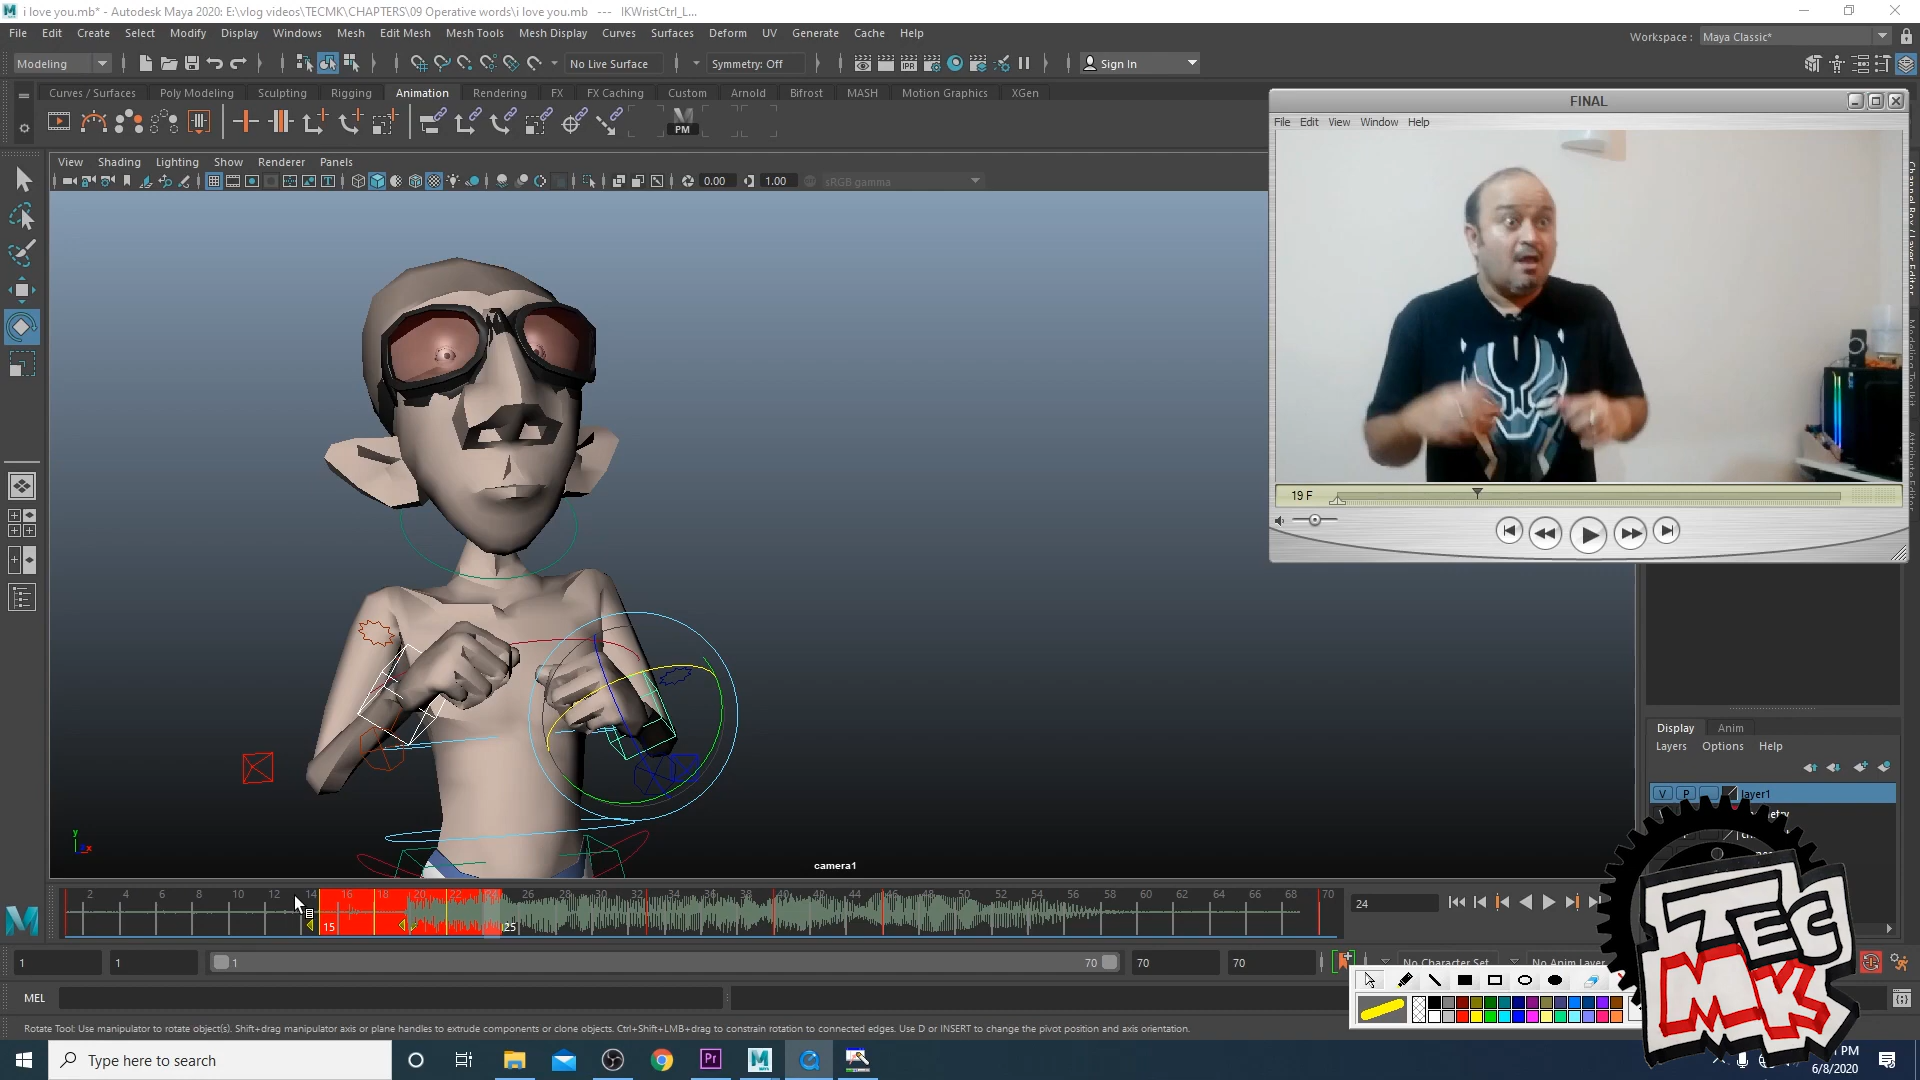 i love you.mb* - Autodesk Maya 2020: E:\vlog videos\TECMK\CHAPTERS\09 Operative words\i love you.mb   ---   IKWristCtrl_L...
File Edit Create Select Modify Display Windows Mesh Edit Mesh Mesh Tools Mesh Display Curves Surfaces Deform UV Generate Cache Help
Workspace : Maya Classic*
Modeling
No Live Surface
Symmetry: Off
Sign In
Curves / Surfaces Poly Modeling Sculpting Rigging Animation Rendering FX FX Caching Custom Arnold Bifrost MASH Motion Graphics XGen
PM
View Shading Lighting Show Renderer Panels
0.00 1.00 sRGB gamma
FINAL
File Edit View Window Help
19 F
Channel Box / Layer Editor
Modeling Toolkit
Attribute Editor
Display Anim
Layers Options Help
V P layer1
y
camera1
2 4 6 8 10 12 14 16 18 20 22 24 26 28 30 32 34 36 38 40 42 44 46 48 50 52 54 56 58 60 62 64 66 68 70
15 25
24
1 1 1 70 70 70
No Character Set No Anim Layer
MEL
TEC
MK
Rotate Tool: Use manipulator to rotate object(s). Shift+drag manipulator axis or plane handles to extrude components or clone objects. Ctrl+Shift+LMB+drag to constrain rotation to connected edges. Use D or INSERT to change the pivot position and axis orientation.
Type here to search
Pr
PM
6/8/2020